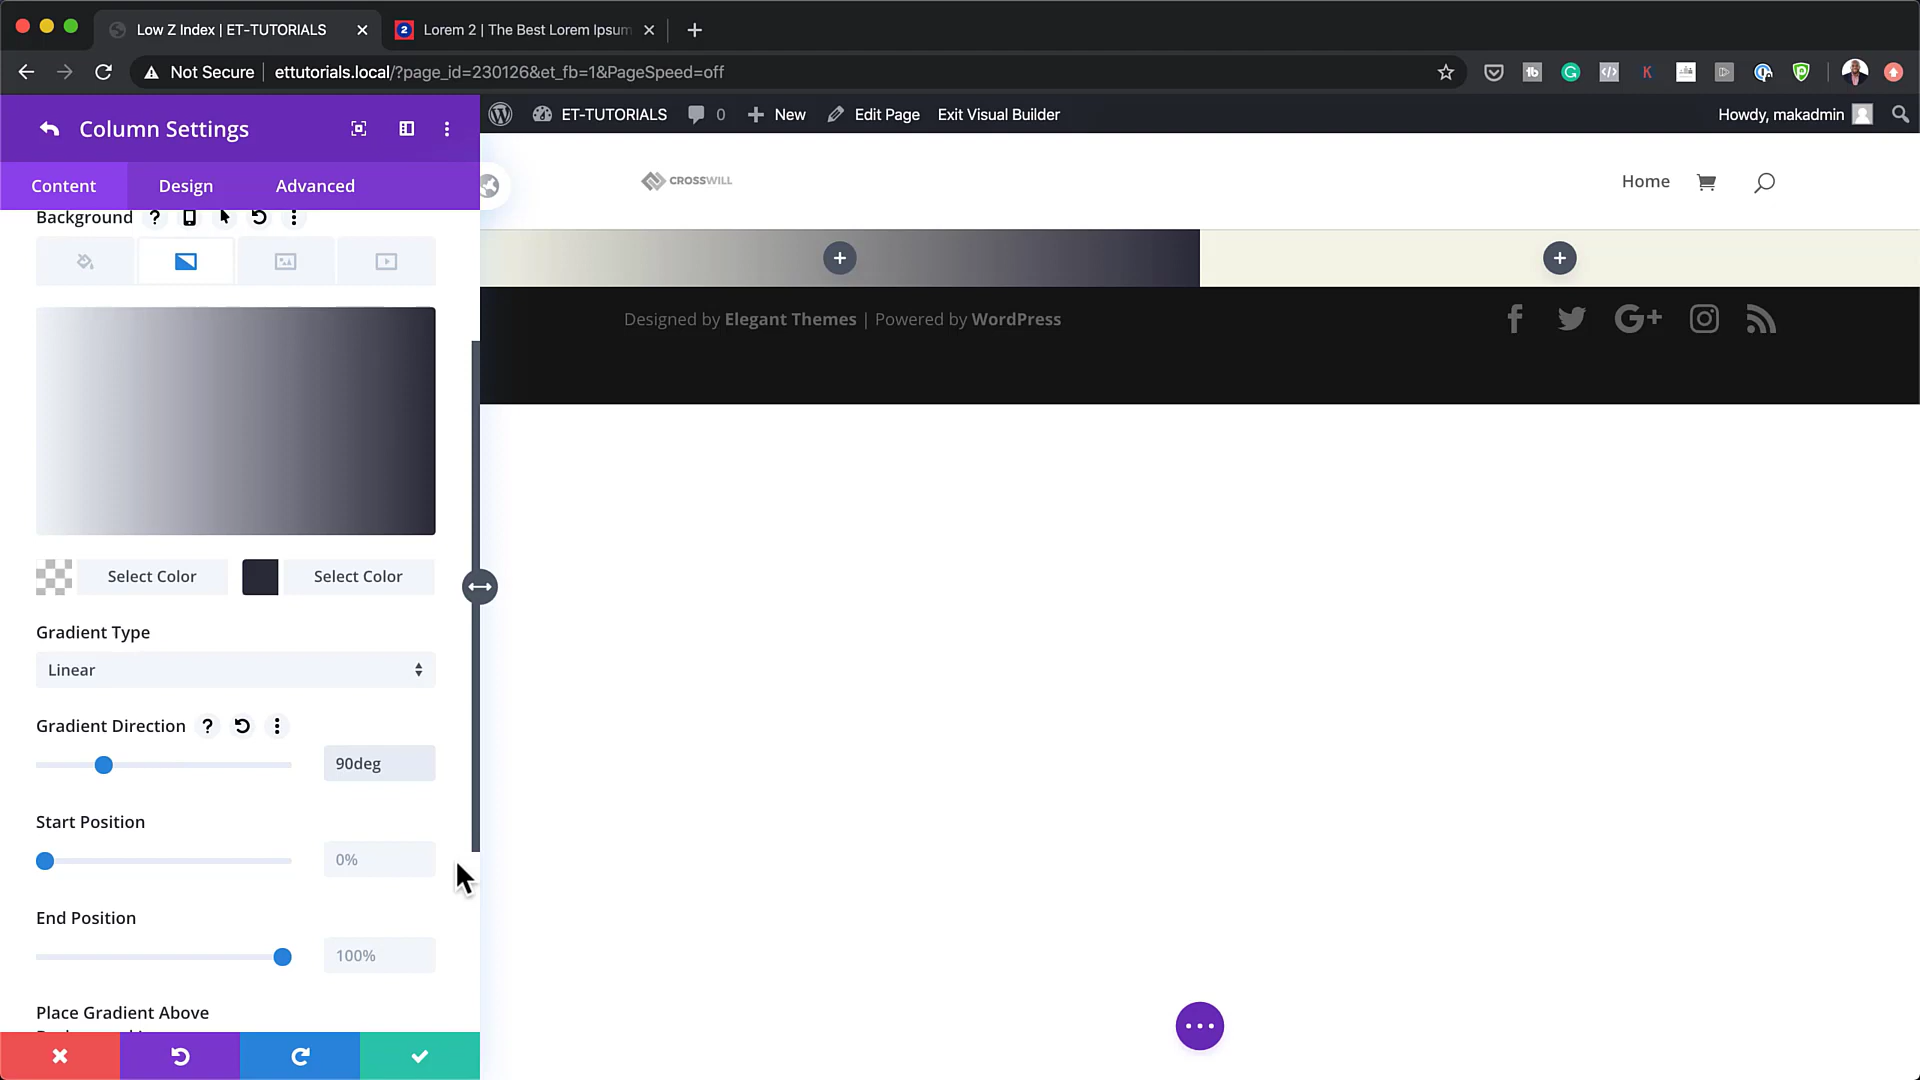 Low Z Index | ET-TUTORIALS
Lorem 2 | The Best Lorem Ipsum
Not Secure
ettutorials.local/?page_id=230126&et_fb=1&PageSpeed=off
Column Settings
ET-TUTORIALS 0 New Edit Page Exit Visual Builder
Howdy, makadmin
Content Design Advanced
CROSSWILL
Home
Background
Designed by Elegant Themes | Powered by WordPress
Select Color
Select Color
Gradient Type
Linear
Gradient Direction
90deg
Start Position
0%
End Position
100%
Place Gradient Above